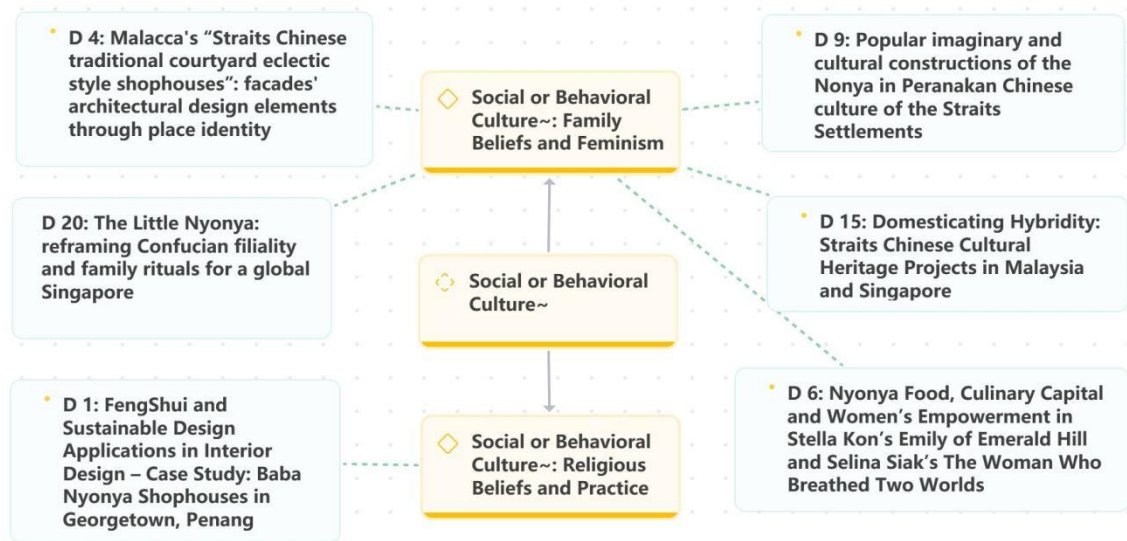 D 4: Malacca's “Straits Chinese
traditional courtyard eclectic
style shophouses”: facades'
architectural design elements
through place identity
Social or Behavioral
Culture~: Family
Beliefs and Feminism
D 9: Popular imaginary and
cultural constructions of the
Nonya in Peranakan Chinese
culture of the Straits
Settlements
D 20: The Little Nyonya:
reframing Confucian filiality
and family rituals for a global
Singapore
Social or Behavioral
Culture~
D 15: Domesticating Hybridity:
Straits Chinese Cultural
Heritage Projects in Malaysia
and Singapore
D 1: FengShui and
Sustainable Design
Applications in Interior
Design – Case Study: Baba
Nyonya Shophouses in
Georgetown, Penang
Social or Behavioral
Culture~: Religious
Beliefs and Practice
D 6: Nyonya Food, Culinary Capital
and Women’s Empowerment in
Stella Kon’s Emily of Emerald Hill
and Selina Siak’s The Woman Who
Breathed Two Worlds